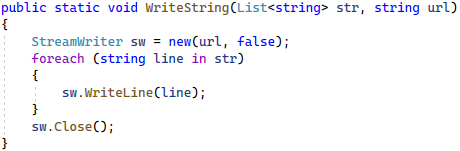 public static void WriteString(List<string> str, string url)
{
    StreamWriter sw = new(url, false);
    foreach (string line in str)
    {
        sw.WriteLine(line);
    }
    sw.Close();
}